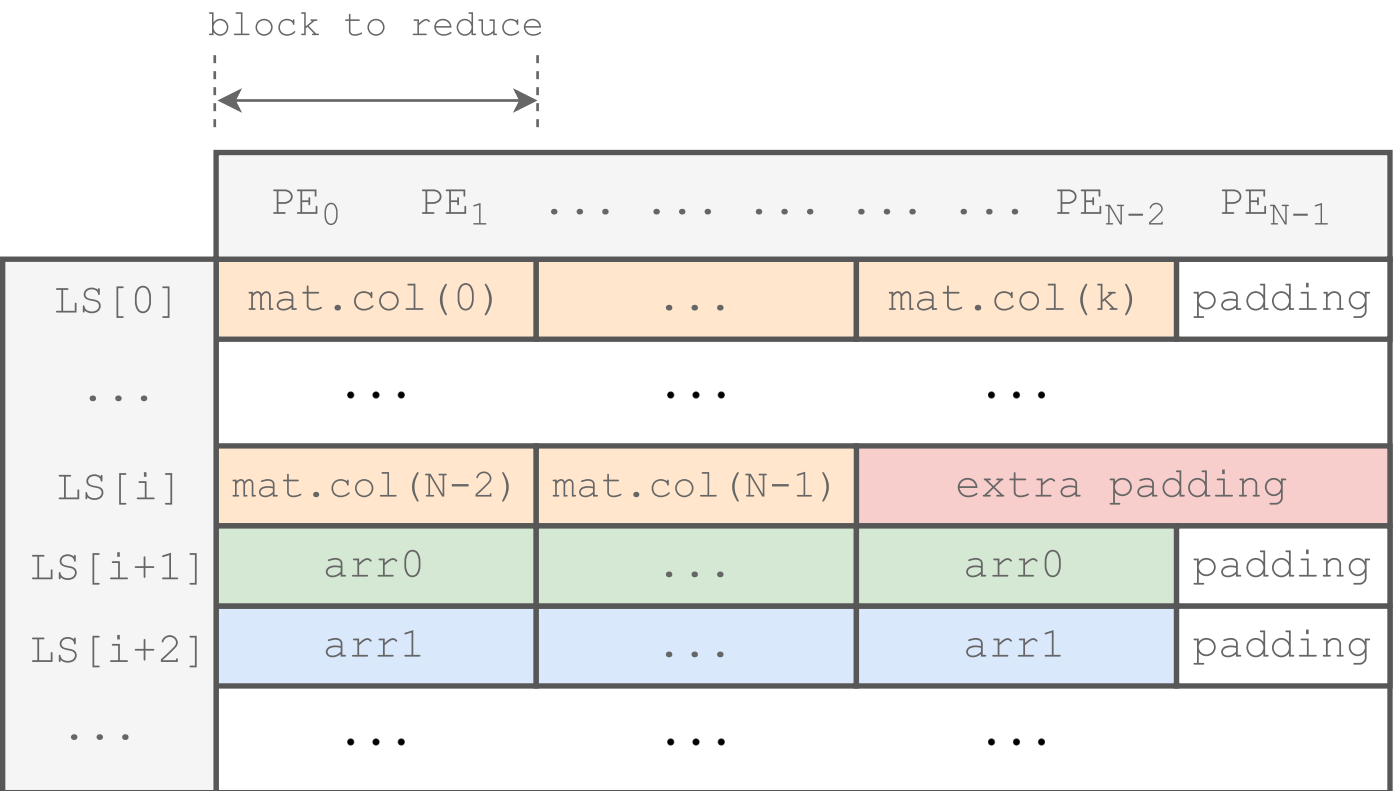 block to reduce
PE0 PE1 ... ... ... ... ... PEN-2 PEN-1
LS[0] mat.col(0) ... mat.col(k) padding
... ... ... ...
LS[i] mat.col(N-2) mat.col(N-1) extra padding
LS[i+1] arr0 ... arr0 padding
LS[i+2] arr1 ... arr1 padding
... ... ... ...